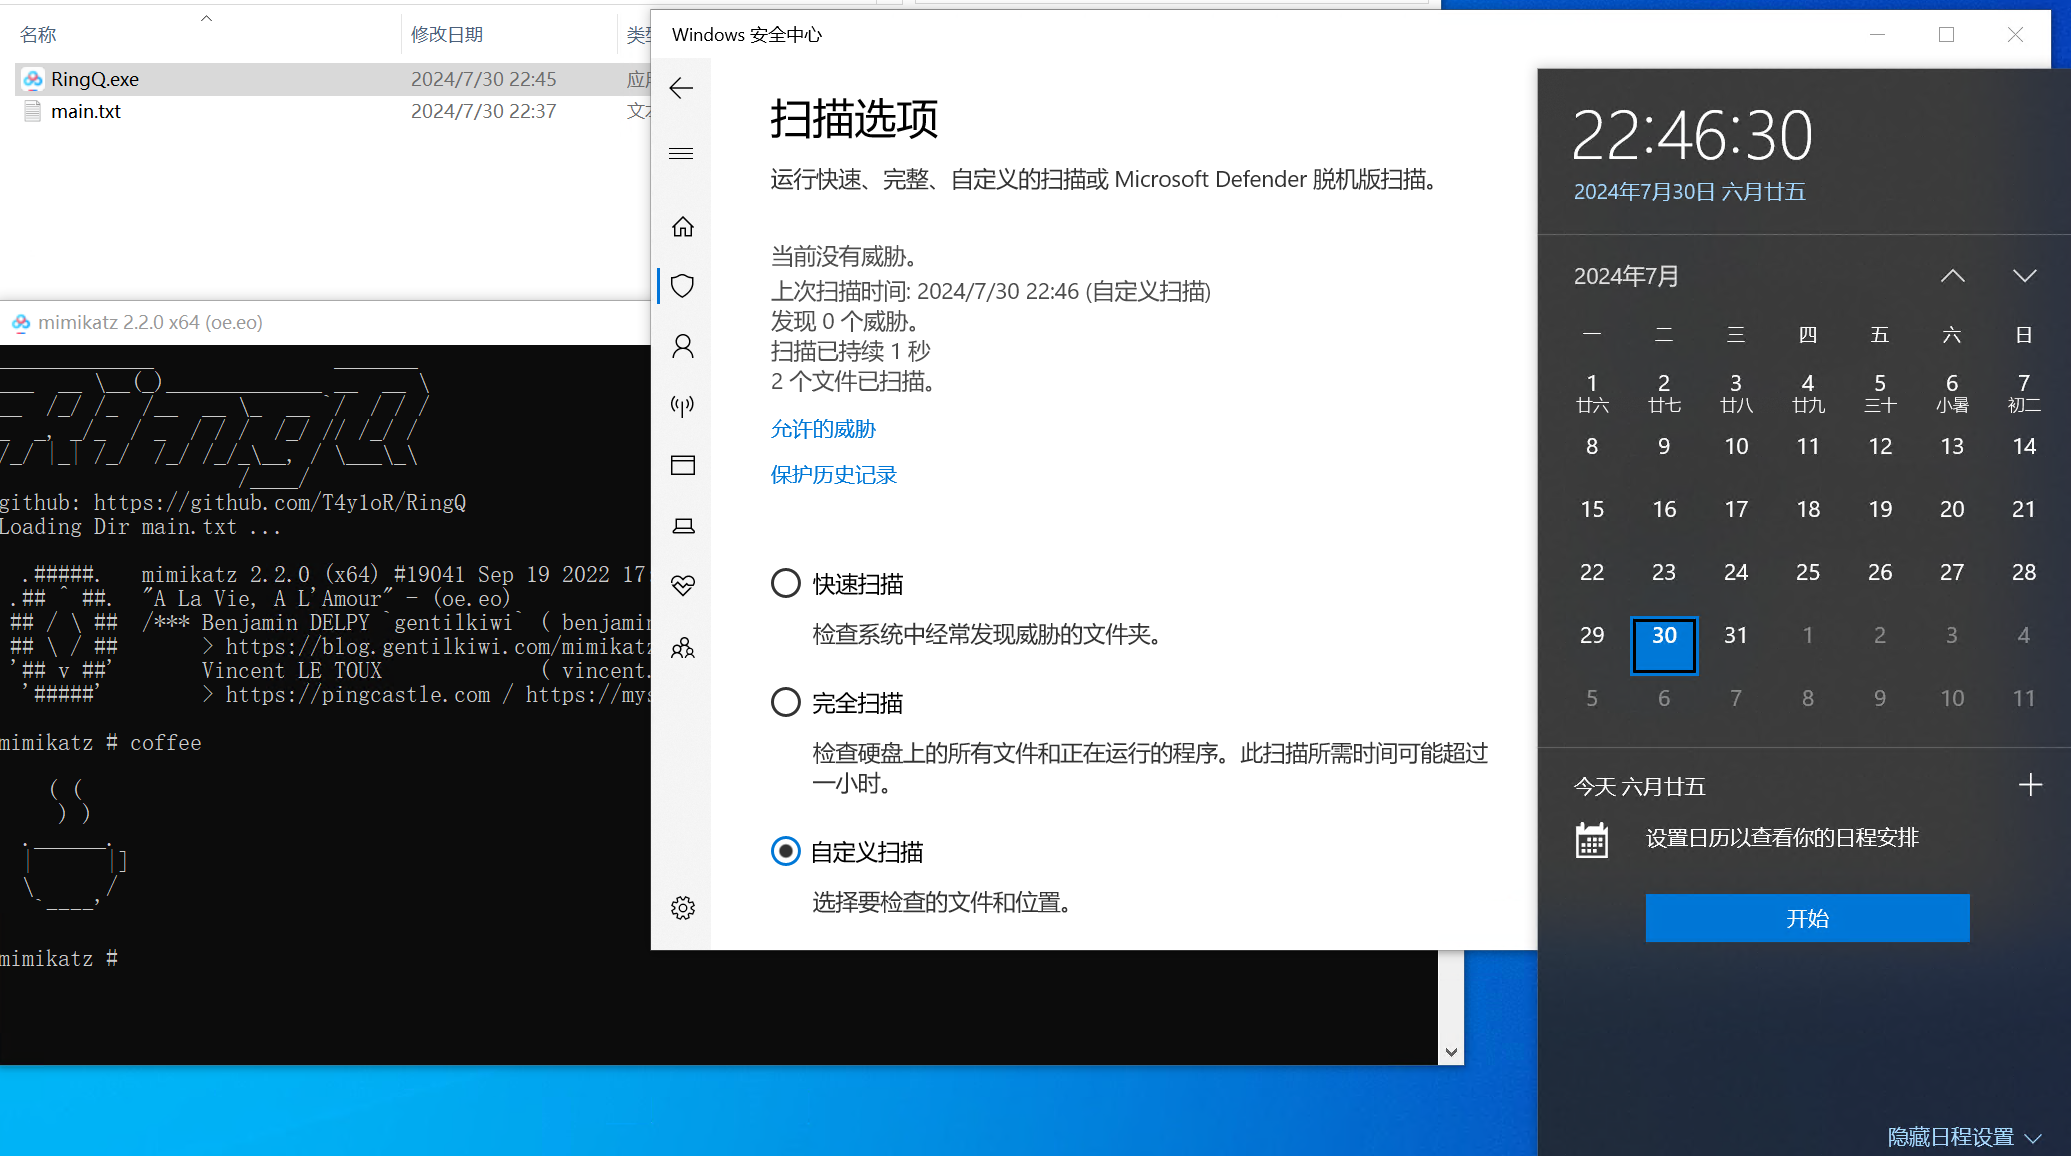 名称 修改日期
RingQ.exe 2024/7/30 22:45
main.txt 2024/7/30 22:37
mimikatz 2.2.0 x64 (oe.eo)
RingQ
github: https://github.com/T4y1oR/RingQ
Loading Dir main.txt ...
.#####. mimikatz 2.2.0 (x64) #19041 Sep 19 2022 17
.## ^ ##. "A La Vie, A L'Amour" - (oe.eo)
## / \ ## /*** Benjamin DELPY `gentilkiwi` ( benjamin
## \ / ## > https://blog.gentilkiwi.com/mimikatz
'## v ##' Vincent LE TOUX ( vincent.
'#####' > https://pingcastle.com / https://mys
mimikatz # coffee
mimikatz #
Windows 安全中心
扫描选项
运行快速、完整、自定义的扫描或 Microsoft Defender 脱机版扫描。
当前没有威胁。
上次扫描时间: 2024/7/30 22:46 (自定义扫描)
发现 0 个威胁。
扫描已持续 1 秒
2 个文件已扫描。
允许的威胁
保护历史记录
快速扫描
检查系统中经常发现威胁的文件夹。
完全扫描
检查硬盘上的所有文件和正在运行的程序。此扫描所需时间可能超过
一小时。
自定义扫描
选择要检查的文件和位置。
22:46:30
2024年7月30日 六月廿五
2024年7月
一 二 三 四 五 六 日
1 2 3 4 5 6 7
廿六 廿七 廿八 廿九 三十 小暑 初二
8 9 10 11 12 13 14
15 16 17 18 19 20 21
22 23 24 25 26 27 28
29 30 31 1 2 3 4
5 6 7 8 9 10 11
今天 六月廿五
设置日历以查看你的日程安排
开始
隐藏日程设置